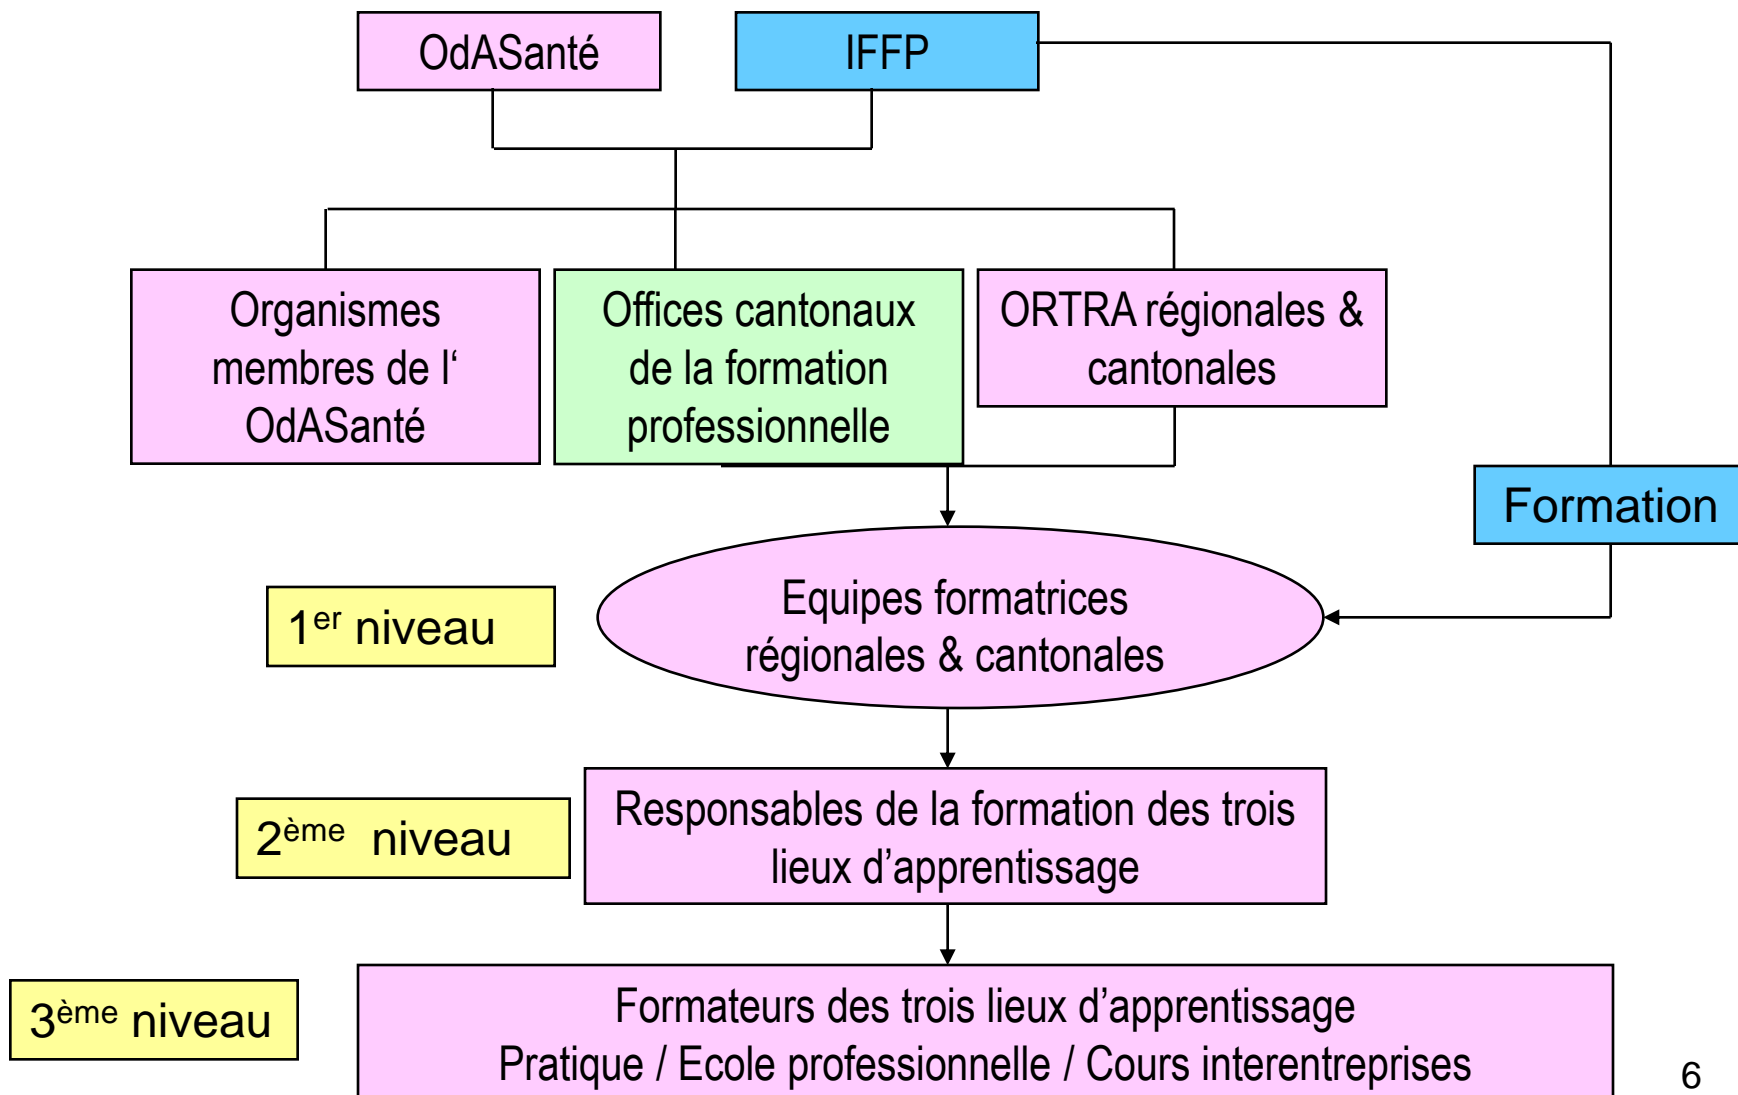 OdASanté
IFFP
Organismes
membres de l‘
OdASanté
Offices cantonaux
de la formation
professionnelle
ORTRA régionales &
cantonales
Formation
1er niveau
Equipes formatrices
régionales & cantonales
2ème niveau
Responsables de la formation des trois
lieux d’apprentissage
3ème niveau
Formateurs des trois lieux d’apprentissage
Pratique / Ecole professionnelle / Cours interentreprises
6